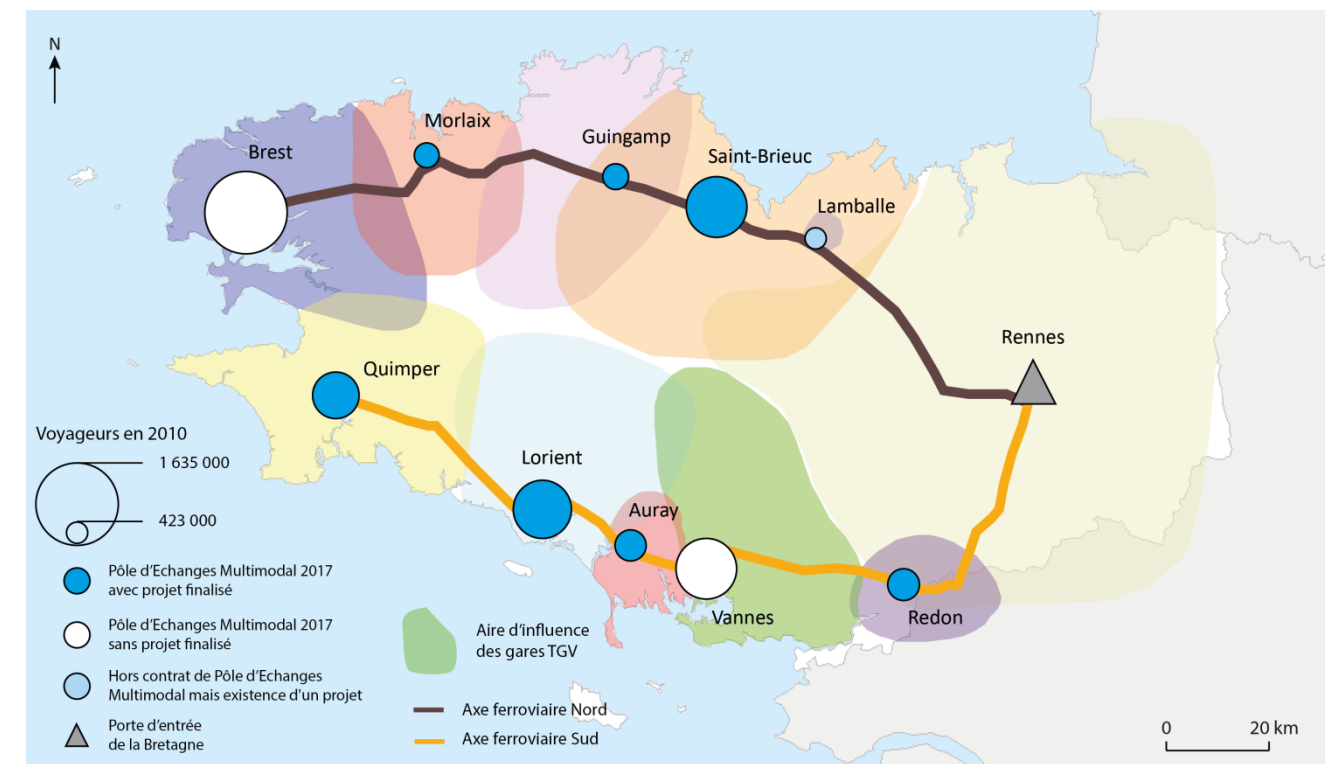 N
Morlaix
Guingamp
Brest
Saint-Brieuc
Lamballe
Rennes
Quimper
Lorient
Auray
Vannes
Redon
Voyageurs en 2010
1 635 000
423 000
Pôle d'Echanges Multimodal 2017
avec projet finalisé
Pôle d'Echanges Multimodal 2017
sans projet finalisé
Hors contrat de Pôle d'Echanges
Multimodal mais existence d'un projet
Porte d'entrée
de la Bretagne
Aire d'influence
des gares TGV
Axe ferroviaire Nord
Axe ferroviaire Sud
0 20 km